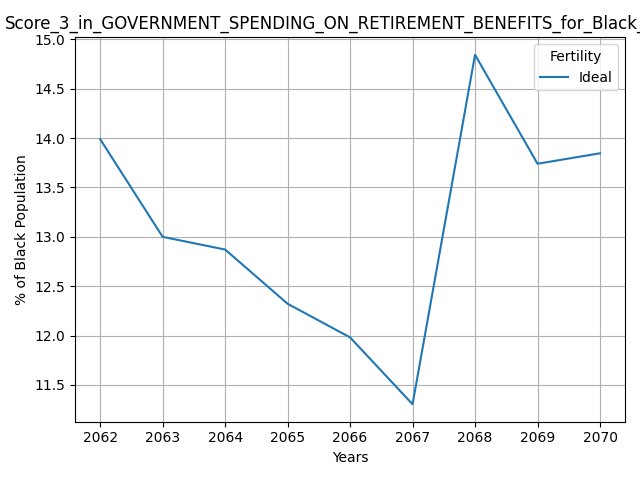 Score_3_in_GOVERNMENT_SPENDING_ON_RETIREMENT_BENEFITS_for_Black_
15.0
14.5
14.0
13.5
13.0
12.5
12.0
11.5
% of Black Population
Fertility
Ideal
2062 2063 2064 2065 2066 2067 2068 2069 2070
Years